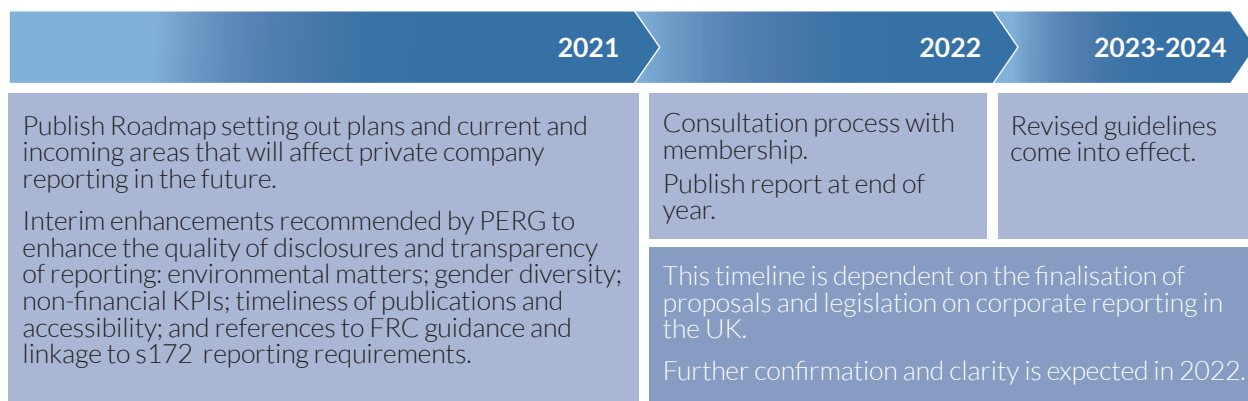 2021
2022
2023-2024
Publish Roadmap setting out plans and current and
incoming areas that will affect private company
reporting in the future.
Interim enhancements recommended by PERG to
enhance the quality of disclosures and transparency
of reporting: environmental matters; gender diversity;
non-financial KPIs; timeliness of publications and
accessibility; and references to FRC guidance and
linkage to s172 reporting requirements.
Consultation process with
membership.
Publish report at end of
year.
Revised guidelines
come into effect.
This timeline is dependent on the finalisation of
proposals and legislation on corporate reporting in
the UK.
Further confirmation and clarity is expected in 2022.